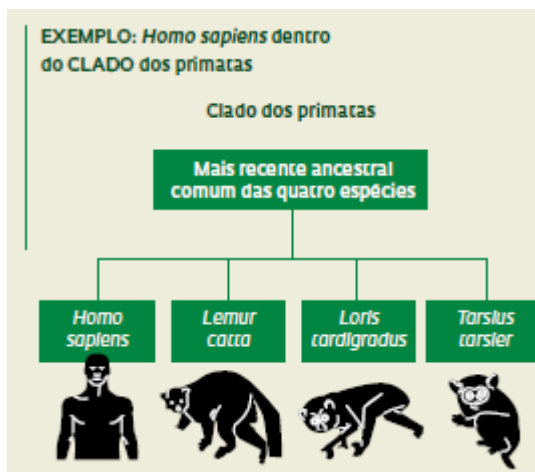 EXEMPLO: Homo sapiens dentro
do CLADO dos primatas
Clado dos primatas
Mais recente ancestral
comum das quatro espécies
Homo
sapiens
Lemur
catta
Loris
tardigradus
Tarsius
tarsier